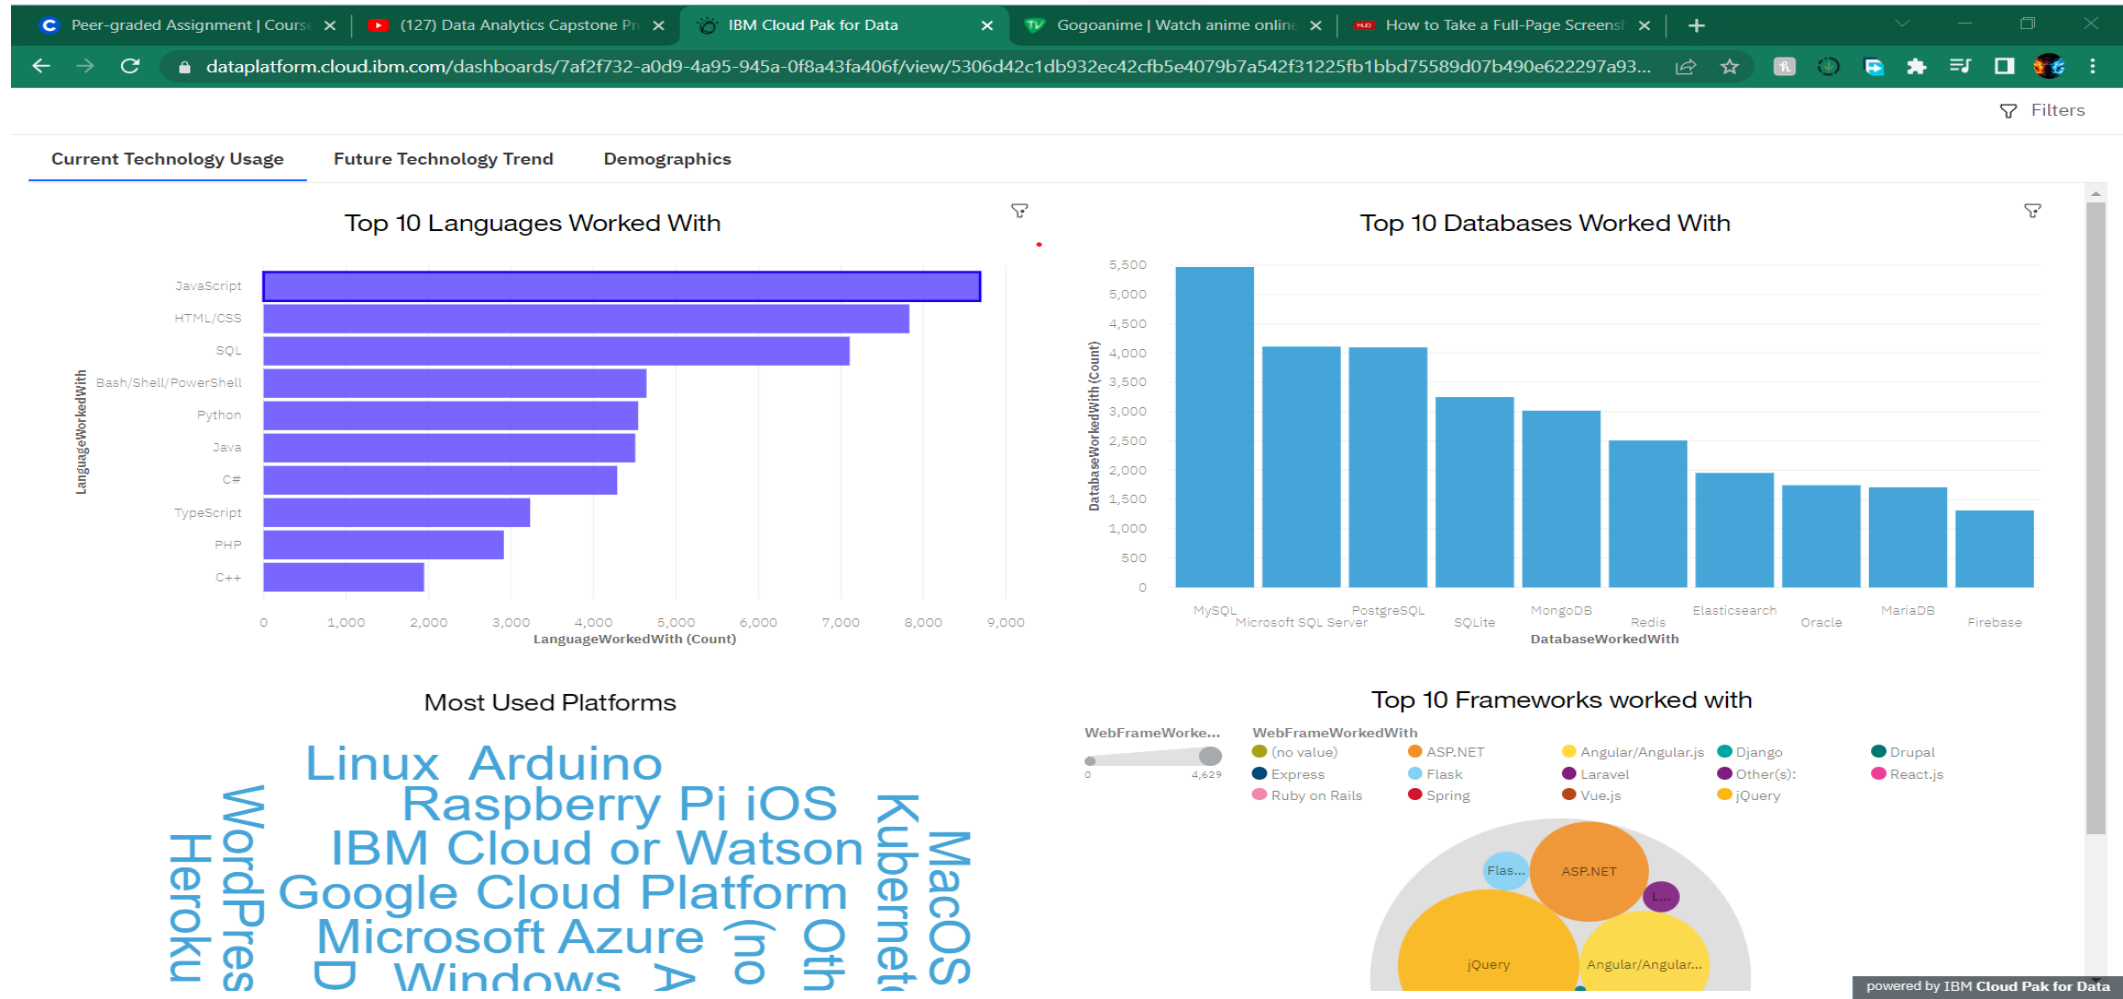 Peer-graded Assignment | Cours
(127) Data Analytics Capstone Pr
IBM Cloud Pak for Data
Gogoanime | Watch anime online
How to Take a Full-Page Screensh
dataplatform.cloud.ibm.com/dashboards/7af2f732-a0d9-4a95-945a-0f8a43fa406f/view/5306d42c1db932ec42cfb5e4079b7a542f31225fb1bbd75589d07b490e622297a93...
Filters
Current Technology Usage Future Technology Trend Demographics
Top 10 Languages Worked With
LanguageWorkedWith
JavaScript
HTML/CSS
SQL
Bash/Shell/PowerShell
Python
Java
C#
TypeScript
PHP
C++
0 1,000 2,000 3,000 4,000 5,000 6,000 7,000 8,000 9,000
LanguageWorkedWith (Count)
Top 10 Databases Worked With
DatabaseWorkedWith (Count)
5,500
5,000
4,500
4,000
3,500
3,000
2,500
2,000
1,500
1,000
500
0
MySQL Microsoft SQL Server PostgreSQL SQLite MongoDB Redis Elasticsearch Oracle MariaDB Firebase
DatabaseWorkedWith
Most Used Platforms
Linux Arduino
Raspberry Pi iOS
IBM Cloud or Watson
Google Cloud Platform
Microsoft Azure
Windows
Heroku
WordPres
(no
Oth
Kubernete
MacOS
D
A
Top 10 Frameworks worked with
WebFrameWorke...
0 4,629
WebFrameWorkedWith
(no value) ASP.NET Angular/Angular.js Django Drupal
Express Flask Laravel Other(s): React.js
Ruby on Rails Spring Vue.js jQuery
Flas...
ASP.NET
L...
jQuery
Angular/Angular...
powered by IBM Cloud Pak for Data